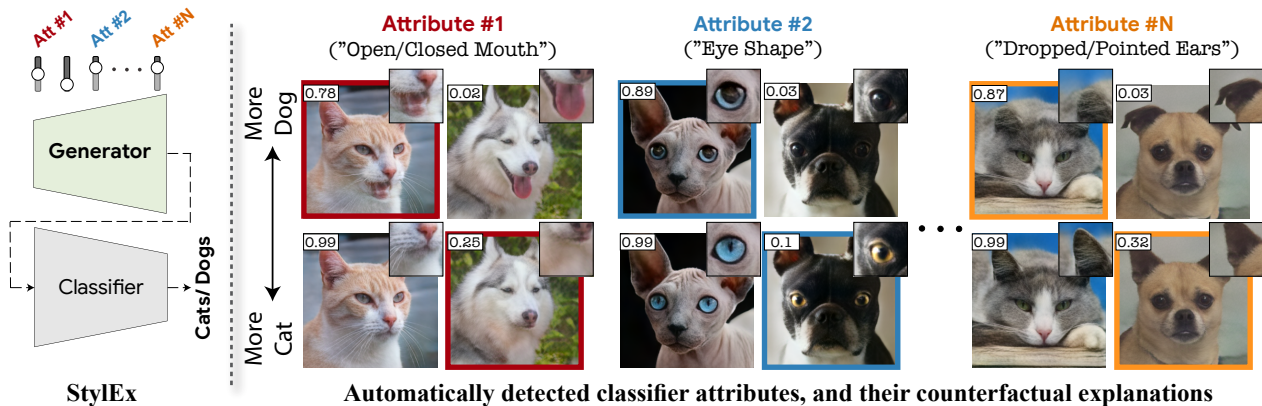 Att #1
Att #2
Att #N
Generator
Classifier
Cats/ Dogs
StylEx
More Dog
More Cat
Attribute #1
("Open/Closed Mouth")
0.78
0.02
0.99
0.25
Attribute #2
("Eye Shape")
0.89
0.03
0.99
0.1
Attribute #N
("Dropped/Pointed Ears")
0.87
0.03
0.99
0.32
Automatically detected classifier attributes, and their counterfactual explanations